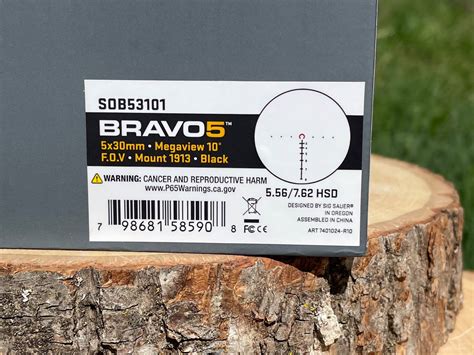 SOB53101
BRAVO5™
5x30mm • Megaview 10°
F.O.V • Mount 1913 • Black
WARNING: CANCER AND REPRODUCTIVE HARM
www.P65Warnings.ca.gov
5.56/7.62 HSD
DESIGNED BY SIG SAUER®
IN OREGON
ASSEMBLED IN CHINA
7 98681 58590 8
FC CE
ART 7401024-R10